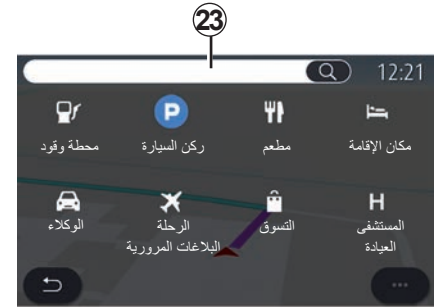 23
12:21
مكان الإقامة
مطعم
ركن السيارة
محطة وقود
P
H
المستشفى
العيادة
التسوق
الرحلة
البلاغات المرورية
الوكلاء